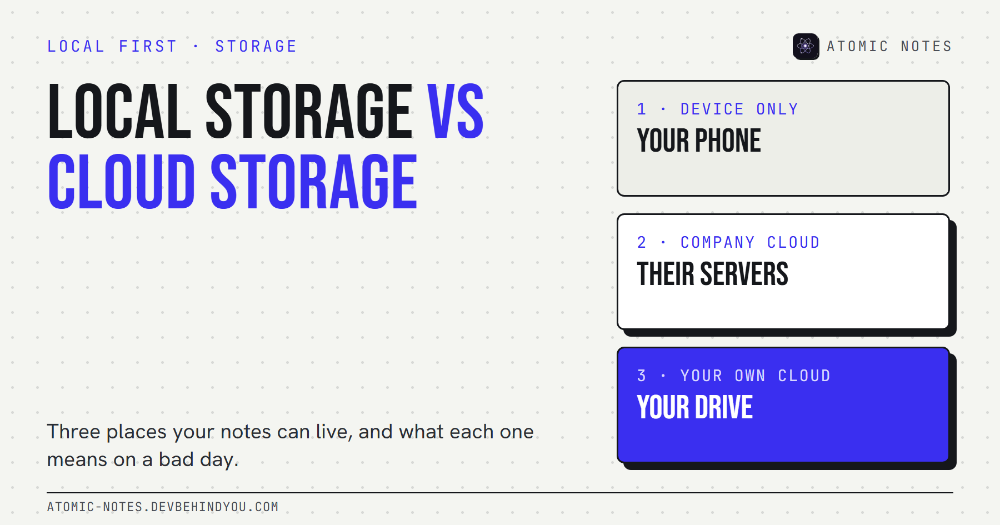 LOCAL FIRST · STORAGE
ATOMIC NOTES
LOCAL STORAGE VS
CLOUD STORAGE
Three places your notes can live, and what each one
means on a bad day.
1 · DEVICE ONLY
YOUR PHONE
2 · COMPANY CLOUD
THEIR SERVERS
3 · YOUR OWN CLOUD
YOUR DRIVE
ATOMIC-NOTES.DEVBEHINDYOU.COM